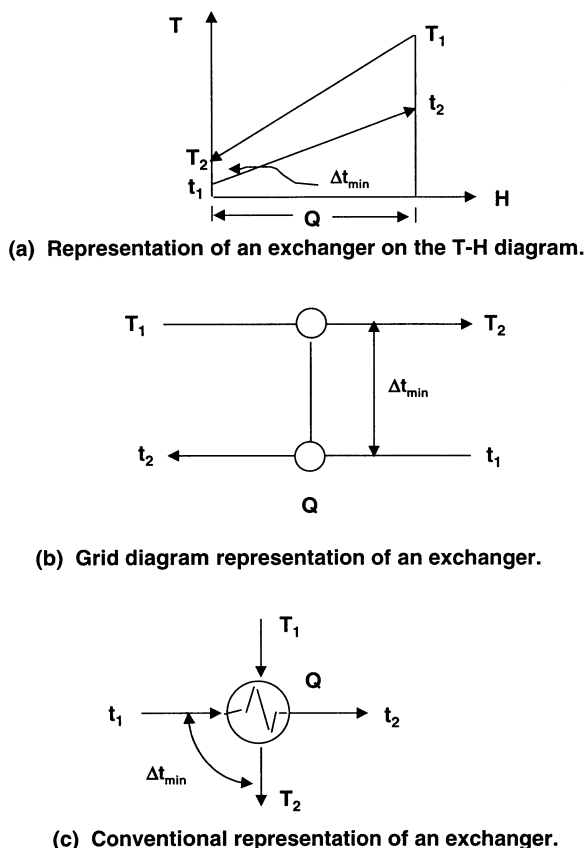 T
T1
t2
T2
t1
Δtmin
H
Q
(a) Representation of an exchanger on the T-H diagram.
T1
T2
Δtmin
t2
t1
Q
(b) Grid diagram representation of an exchanger.
T1
Q
t1
t2
Δtmin
T2
(c) Conventional representation of an exchanger.